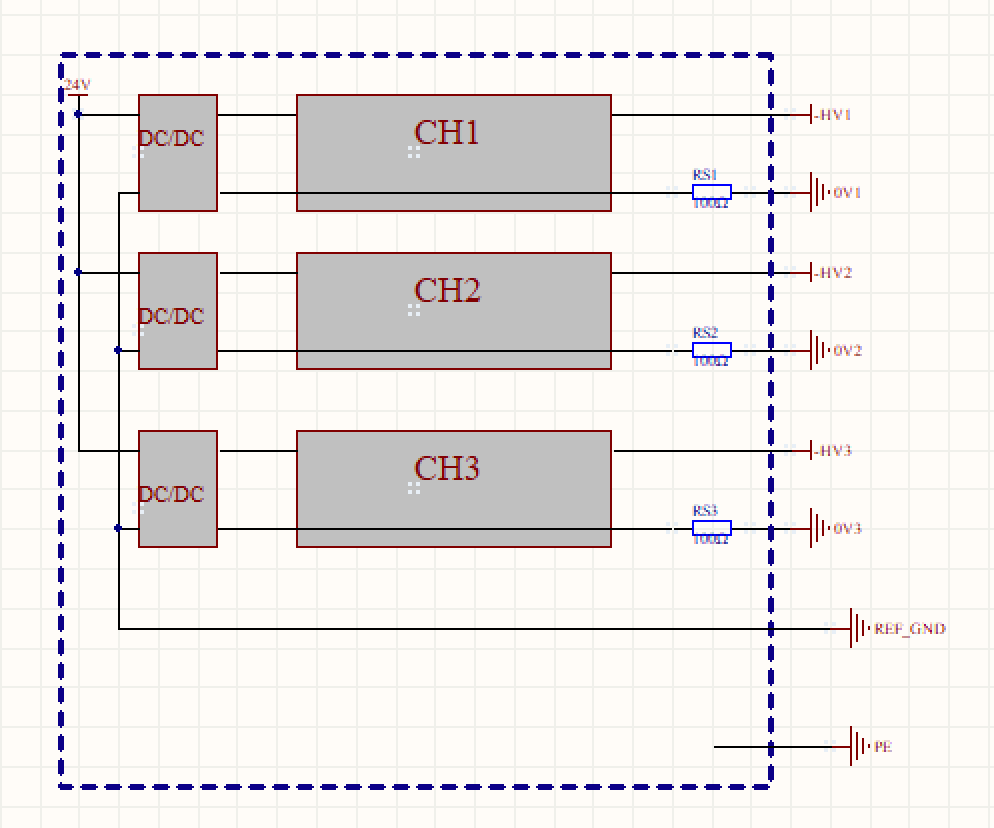 24V
DC/DC
CH1
-HV1
RS1
100Ω
0V1
DC/DC
CH2
-HV2
RS2
100Ω
0V2
DC/DC
CH3
-HV3
RS3
100Ω
0V3
REF_GND
PE